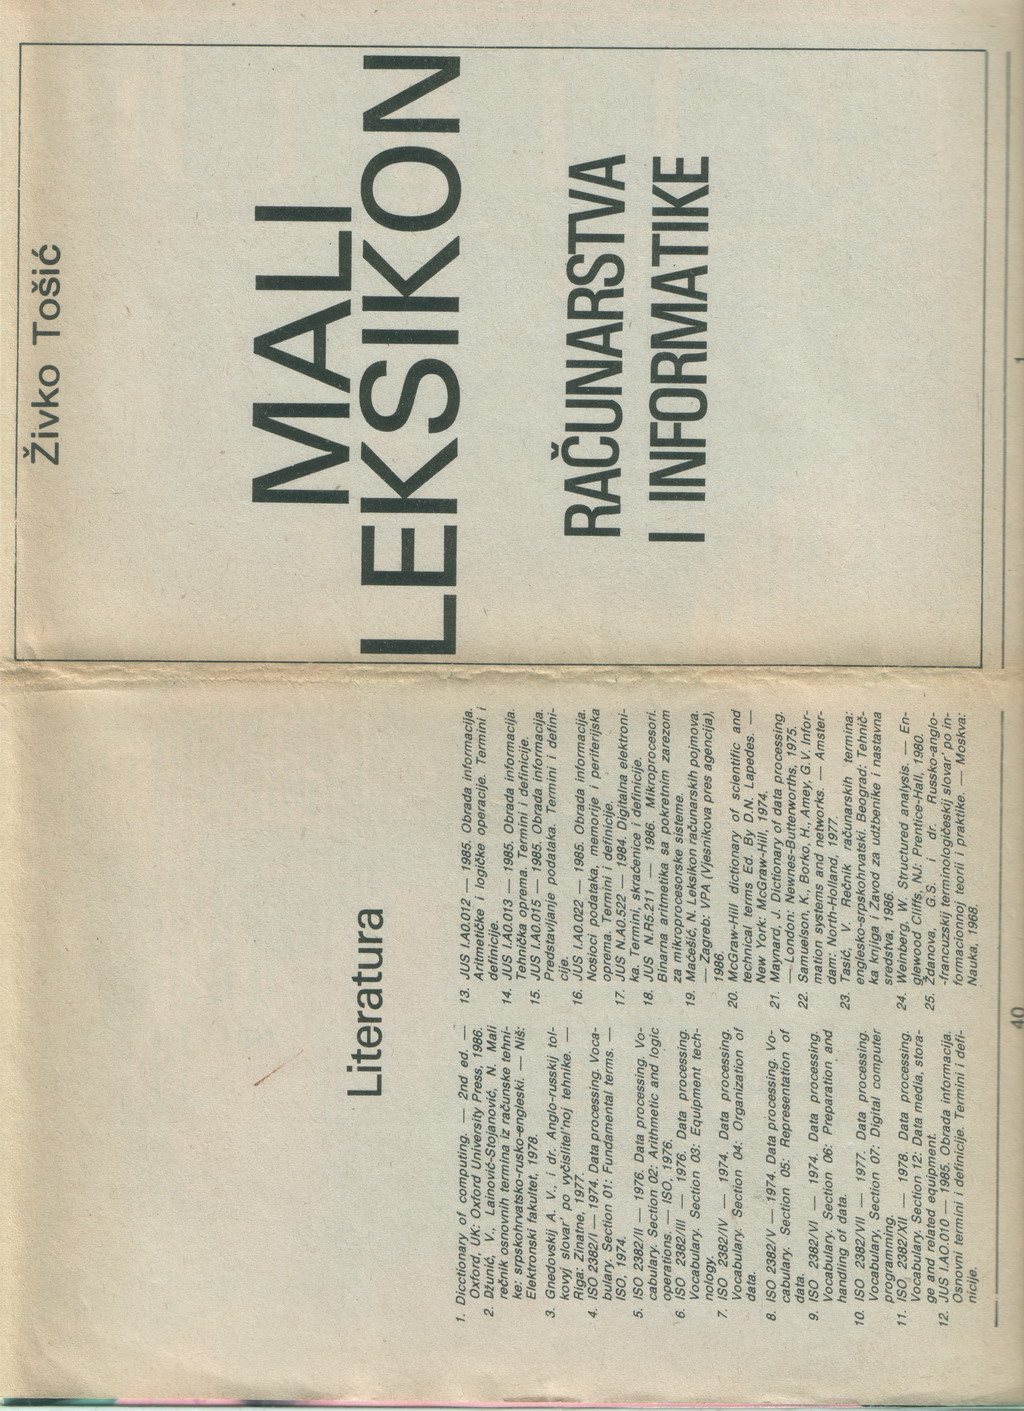 Literatura
1. Dicctionary of computing. — 2nd ed. —
Oxford, UK: Oxford University Press, 1986.
2. Džunić, V., Lainović-Stojanović, N. Mali
rečnik osnovnih termina iz računske tehni-
ke: srpskohrvatsko-rusko-engleski. — Niš:
Elektronski fakultet, 1978.
3. Gnedovskij A. V., i dr. Anglo-russkij tol-
kovyj slovar' po vyčislitel'noj tehnike. —
Riga: Zinatne, 1977.
4. ISO 2382/I — 1974. Data processing. Voca-
bulary. Section 01: Fundamental terms. —
ISO, 1974.
5. ISO 2382/II — 1976. Data processing. Vo-
cabulary. Section 02: Arithmetic and logic
operations. — ISO, 1976.
6. ISO 2382/III — 1976. Data processing.
Vocabulary. Section 03: Equipment tech-
nology.
7. ISO 2382/IV — 1974. Data processing.
Vocabulary. Section 04: Organization of
data.
8. ISO 2382/V — 1974. Data processing. Vo-
cabulary. Section 05: Representation of
data.
9. ISO 2382/VI — 1974. Data processing.
Vocabulary. Section 06: Preparation and
handling of data.
10. ISO 2382/VII — 1977. Data processing.
Vocabulary, Section 07: Digital computer
programming.
11. ISO, 2382/XII — 1978. Data processing.
Vocabulary. Section 12: Data media, stora-
ge and related equipment.
12. JUS I.AO.010 — 1985. Obrada informacija.
Osnovni termini i definicije. Termini i defi-
nicije.
13. JUS I.A0.012 — 1985. Obrada informacija.
Aritmetičke i logičke operacije. Termini i
definicije.
14. JUS I.A0.013 — 1985. Obrada informacija.
Tehnička oprema. Termini i definicije.
15. JUS I.A0.015 — 1985. Obrada informacija.
Predstavljanje podataka. Termini i defini-
cije.
16. JUS I.A0.022 — 1985. Obrada informacija.
Nosioci podataka, memorije i periferijska
oprema. Termini i definicije.
17. JUS N.A0.522 — 1984. Digitalna elektroni-
ka. Termini, skraćenice i definicije.
18. JUS N.R5.211 — 1986. Mikroprocesori.
Binarna aritmetika sa pokretnim zarezom
za mikroprocesorske sisteme.
19. Maćešić, N. Leksikon računarskih pojmova.
— Zagreb: VPA (Vjesnikova pres agencija),
1986.
20. McGraw-Hill dictionary of scientific and
technical terms Ed. By D.N. Lapedes. —
New York: McGraw-Hill, 1974.
21. Maynard, J. Dictionary of data processing.
— London: Newnes-Butterworths, 1975.
22. Samuelson, K., Borko, H., Amey, G.V. Infor-
mation systems and networks. — Amster-
dam: North-Holland, 1977.
23. Tasić, V. Rečnik računarskih termina:
englesko-srpskohrvatski. Beograd: Tehnič-
ka knjiga i Zavod za udžbenike i nastavna
sredstva, 1986.
24. Weinberg, W. Structured analysis. — En-
glewood Cliffs, NJ: Prentice-Hall, 1980.
25. Ždanova, G.S. i dr. Russko-anglo-
-francuzskij terminologičeskij slovar' po in-
formacionnoj teorii i praktike. — Moskva:
Nauka, 1968.
40
Živko Tošić
MALI
LEKSIKON
RAČUNARSTVA
I INFORMATIKE
1